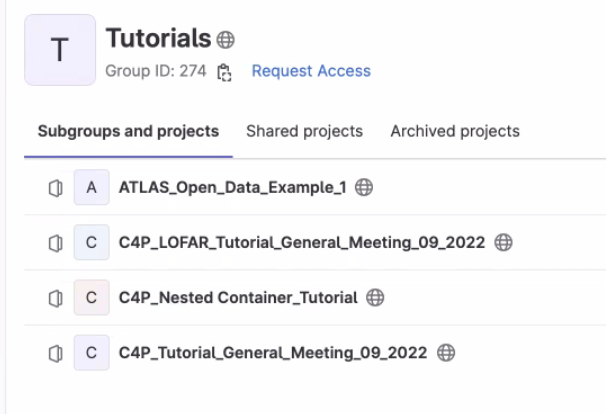 T
Tutorials
Group ID: 274 Request Access
Subgroups and projects Shared projects Archived projects
A ATLAS_Open_Data_Example_1
C C4P_LOFAR_Tutorial_General_Meeting_09_2022
C C4P_Nested Container_Tutorial
C C4P_Tutorial_General_Meeting_09_2022